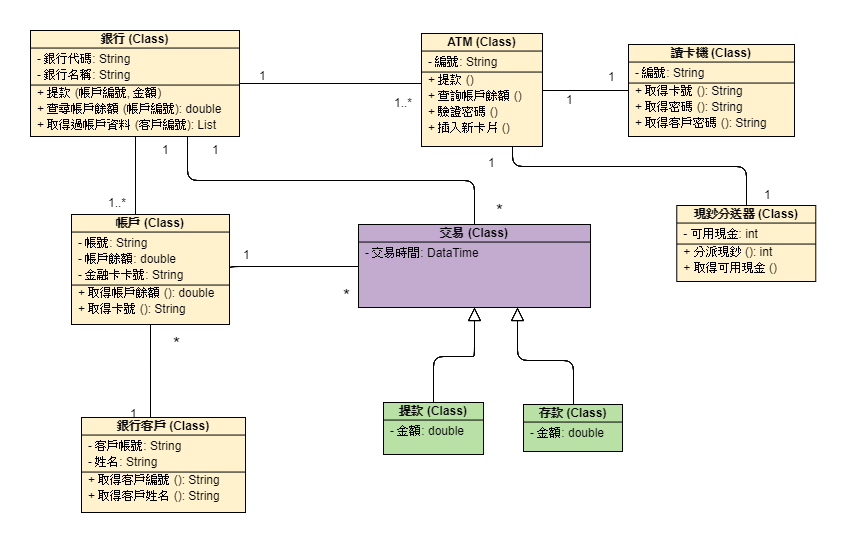 銀行 (Class)
- 銀行代碼: String
- 銀行名稱: String
+ 提款 (帳戶編號, 金額)
+ 查尋帳戶餘額 (帳戶編號): double
+ 取得過帳戶資料 (客戶編號): List
1
1..*
ATM (Class)
- 編號: String
+ 提款 ()
+ 查詢帳戶餘額 ()
+ 驗證密碼 ()
+ 插入新卡片 ()
1
1
讀卡機 (Class)
- 編號: String
+ 取得卡號 (): String
+ 取得密碼 (): String
+ 取得客戶密碼 (): String
1
1
1
1
1..*
*
現鈔分送器 (Class)
- 可用現金: int
+ 分派現鈔 (): int
+ 取得可用現金 ()
帳戶 (Class)
- 帳號: String
- 帳戶餘額: double
- 金融卡卡號: String
+ 取得帳戶餘額 (): double
+ 取得卡號 (): String
1
*
交易 (Class)
- 交易時間: DataTime
*
1
銀行客戶 (Class)
- 客戶帳號: String
- 姓名: String
+ 取得客戶編號 (): String
+ 取得客戶姓名 (): String
提款 (Class)
- 金額: double
存款 (Class)
- 金額: double